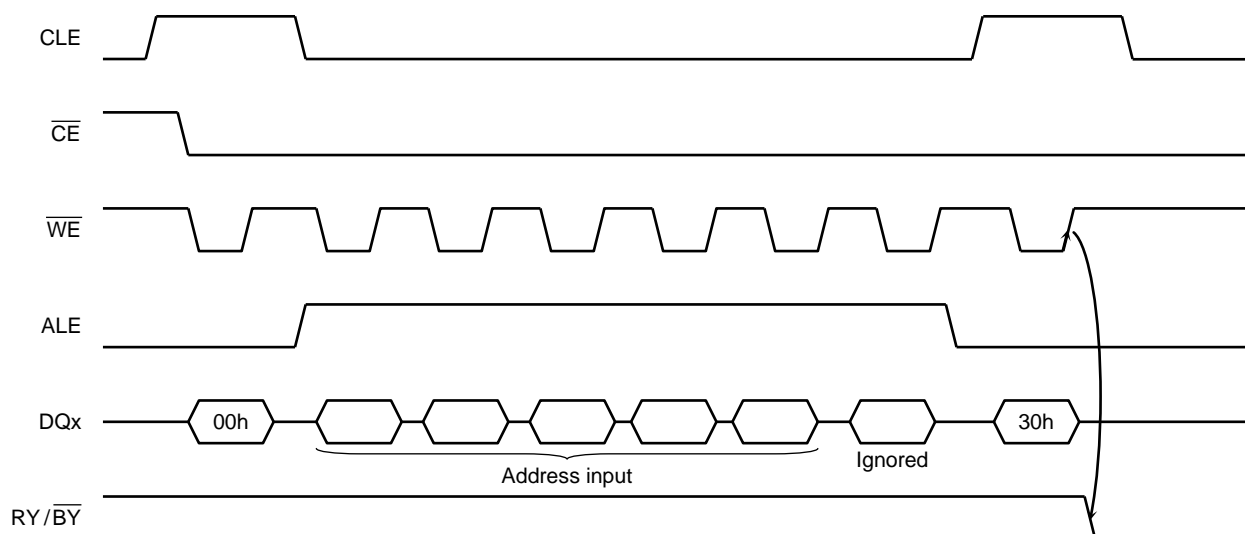 CLE
CE
WE
ALE
DQx
00h
30h
Address input
Ignored
RY/BY